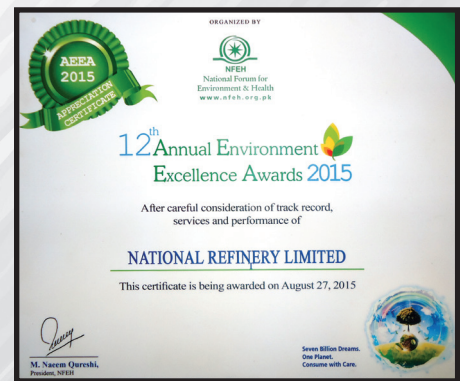 ORGANIZED BY
AEEA
2015
APPRECIATION
CERTIFICATE
NFEH
National Forum for
Environment & Health
www.nfeh.org.pk
12th Annual Environment
Excellence Awards 2015
After careful consideration of track record,
services and performance of
NATIONAL REFINERY LIMITED
This certificate is being awarded on August 27, 2015
M. Naeem Qureshi,
President, NFEH
Seven Billion Dreams.
One Planet.
Consume with Care.